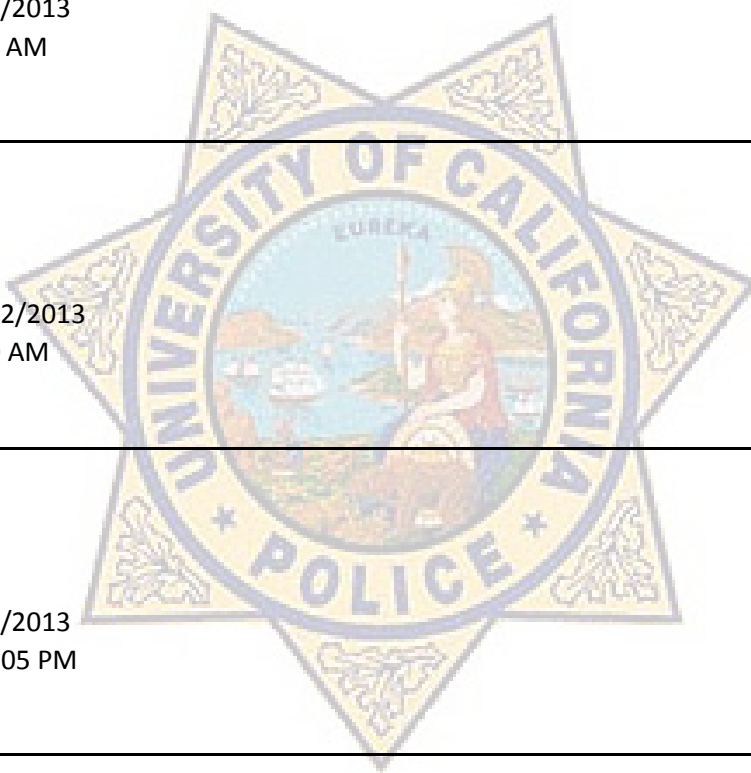 /2013
AM
UNIVERSITY OF CALIFORNIA
EUREKA
2/2013
AM
POLICE
/2013
05 PM